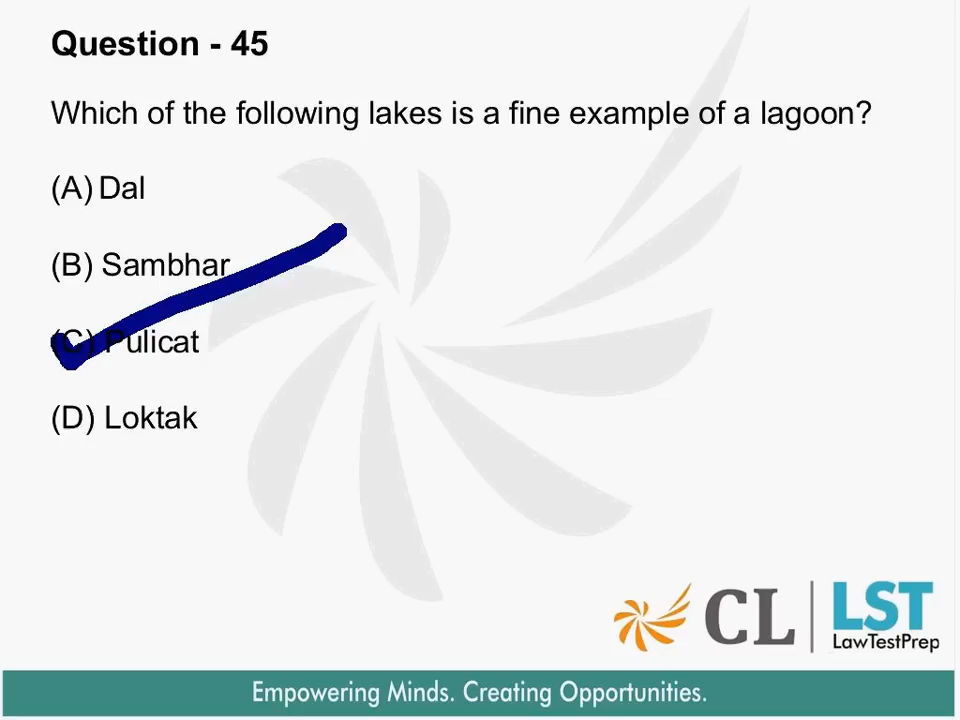 Question - 45
Which of the following lakes is a fine example of a lagoon?
(A) Dal
(B) Sambhar
(C) Pulicat
(D) Loktak
CL LST
LawTestPrep
Empowering Minds. Creating Opportunities.